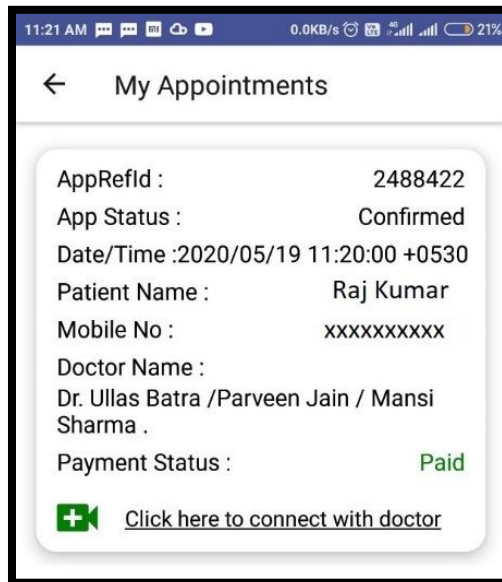 11:21 AM 0.0KB/s 4G 21%
My Appointments
AppRefId : 2488422
App Status : Confirmed
Date/Time :2020/05/19 11:20:00 +0530
Patient Name : Raj Kumar
Mobile No : xxxxxxxxxx
Doctor Name :
Dr. Ullas Batra /Parveen Jain / Mansi
Sharma .
Payment Status : Paid
Click here to connect with doctor